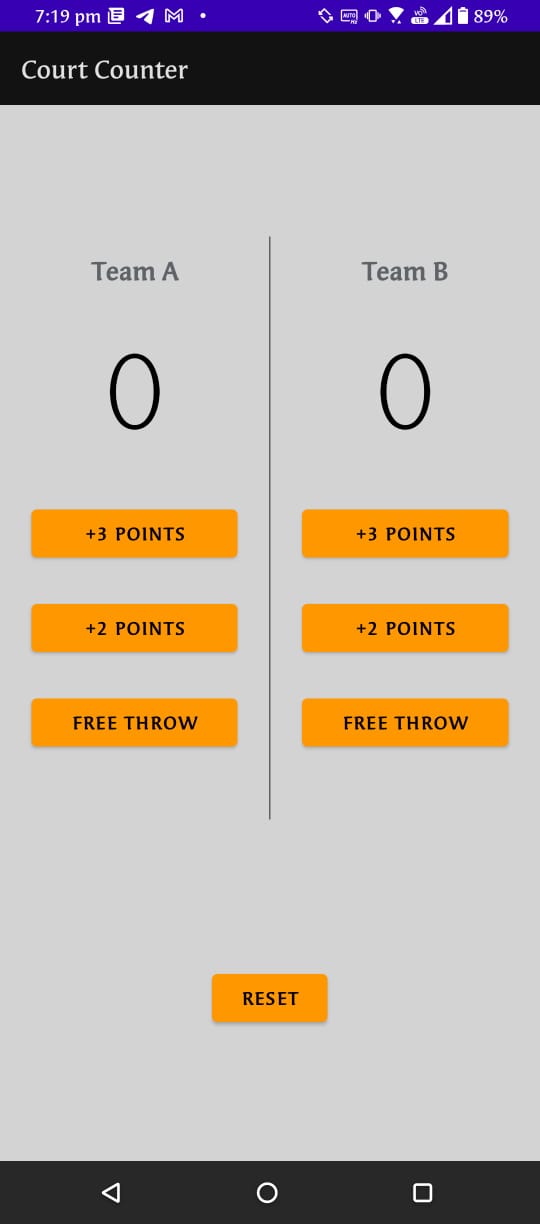 7:19 pm 89%
Court Counter
Team A Team B
0 0
+3 POINTS +3 POINTS
+2 POINTS +2 POINTS
FREE THROW FREE THROW
RESET